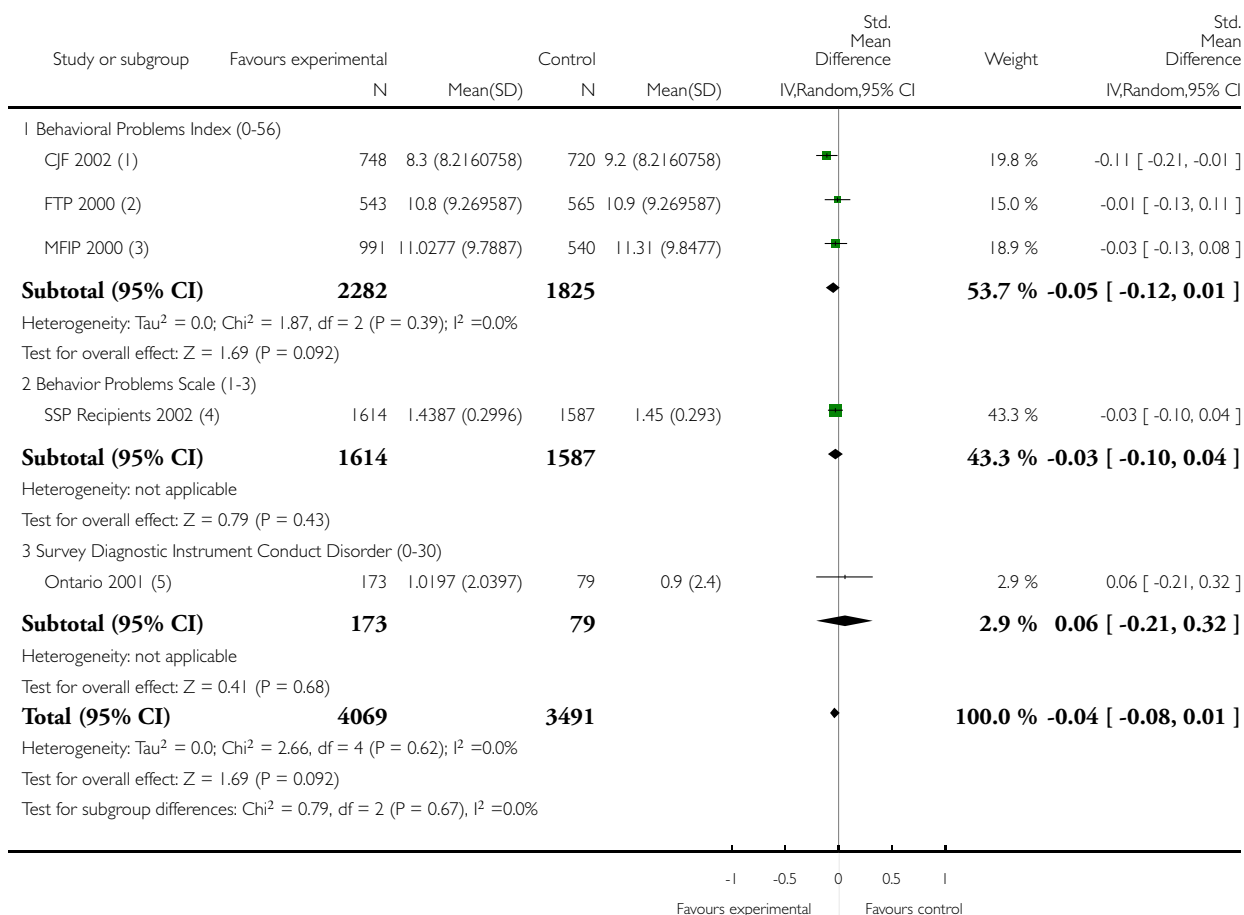 Std.
Mean
Difference
Std.
Mean
Difference
Study or subgroup Favours experimental Control Weight
N Mean(SD) N Mean(SD) IV,Random,95% CI IV,Random,95% CI
1 Behavioral Problems Index (0-56)
CJF 2002 (1) 748 8.3 (8.2160758) 720 9.2 (8.2160758) 19.8 % -0.11 [ -0.21, -0.01 ]
FTP 2000 (2) 543 10.8 (9.269587) 565 10.9 (9.269587) 15.0 % -0.01 [ -0.13, 0.11 ]
MFIP 2000 (3) 991 11.0277 (9.7887) 540 11.31 (9.8477) 18.9 % -0.03 [ -0.13, 0.08 ]
Subtotal (95% CI) 2282 1825 53.7 % -0.05 [ -0.12, 0.01 ]
Heterogeneity: Tau² = 0.0; Chi² = 1.87, df = 2 (P = 0.39); I² =0.0%
Test for overall effect: Z = 1.69 (P = 0.092)
2 Behavior Problems Scale (1-3)
SSP Recipients 2002 (4) 1614 1.4387 (0.2996) 1587 1.45 (0.293) 43.3 % -0.03 [ -0.10, 0.04 ]
Subtotal (95% CI) 1614 1587 43.3 % -0.03 [ -0.10, 0.04 ]
Heterogeneity: not applicable
Test for overall effect: Z = 0.79 (P = 0.43)
3 Survey Diagnostic Instrument Conduct Disorder (0-30)
Ontario 2001 (5) 173 1.0197 (2.0397) 79 0.9 (2.4) 2.9 % 0.06 [ -0.21, 0.32 ]
Subtotal (95% CI) 173 79 2.9 % 0.06 [ -0.21, 0.32 ]
Heterogeneity: not applicable
Test for overall effect: Z = 0.41 (P = 0.68)
Total (95% CI) 4069 3491 100.0 % -0.04 [ -0.08, 0.01 ]
Heterogeneity: Tau² = 0.0; Chi² = 2.66, df = 4 (P = 0.62); I² =0.0%
Test for overall effect: Z = 1.69 (P = 0.092)
Test for subgroup differences: Chi² = 0.79, df = 2 (P = 0.67), I² =0.0%
-1 -0.5 0 0.5 1
Favours experimental Favours control